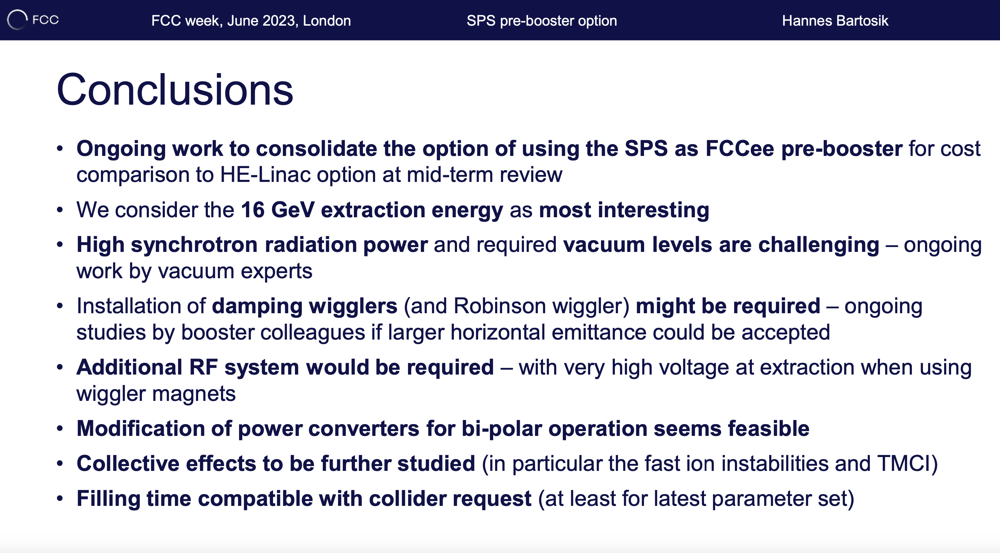 FCC
FCC week, June 2023, London
SPS pre-booster option
Hannes Bartosik
Conclusions
• Ongoing work to consolidate the option of using the SPS as FCCee pre-booster for cost
comparison to HE-Linac option at mid-term review
• We consider the 16 GeV extraction energy as most interesting
• High synchrotron radiation power and required vacuum levels are challenging – ongoing
work by vacuum experts
• Installation of damping wigglers (and Robinson wiggler) might be required – ongoing
studies by booster colleagues if larger horizontal emittance could be accepted
• Additional RF system would be required – with very high voltage at extraction when using
wiggler magnets
• Modification of power converters for bi-polar operation seems feasible
• Collective effects to be further studied (in particular the fast ion instabilities and TMCI)
• Filling time compatible with collider request (at least for latest parameter set)